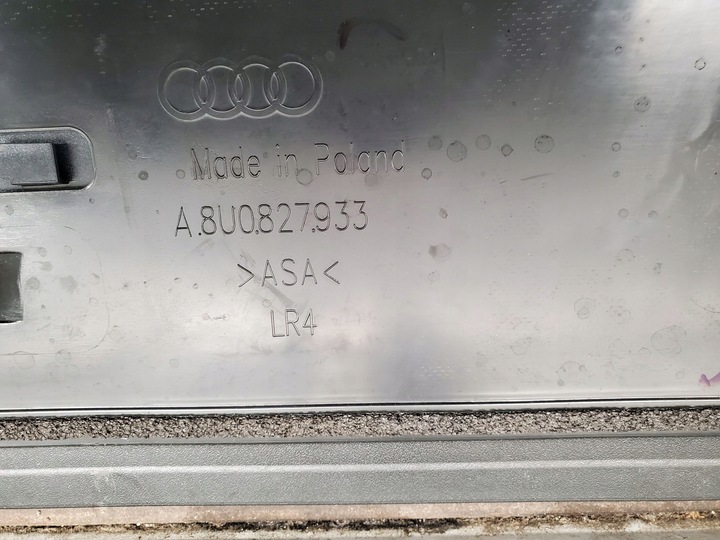 Made in Poland
A.8U0.827.933
>ASA<
LR4